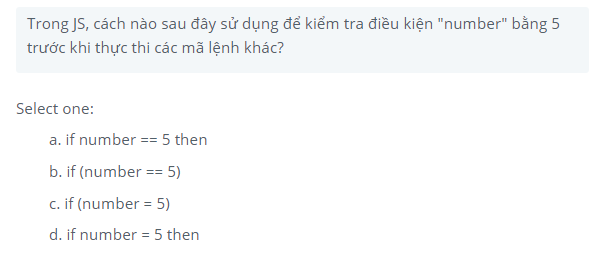 Trong JS, cách nào sau đây sử dụng để kiểm tra điều kiện "number" bằng 5
trước khi thực thi các mã lệnh khác?
Select one:
a. if number == 5 then
b. if (number == 5)
c. if (number = 5)
d. if number = 5 then